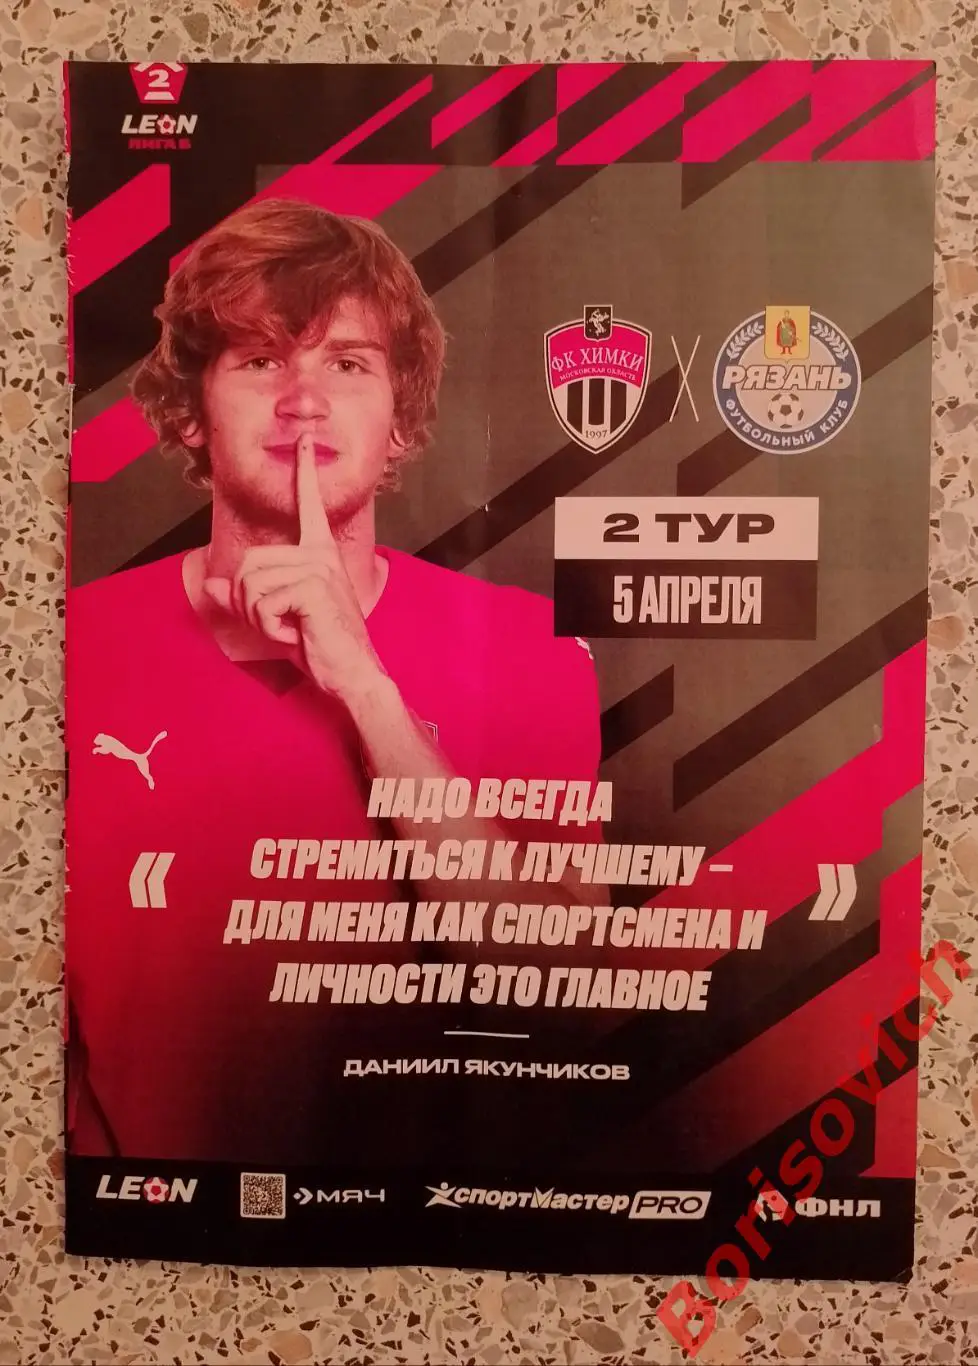 2
LEON
ЛИГА Б
ФК ХИМКИ
МОСКОВСКАЯ ОБЛАСТЬ
1997
РЯЗАНЬ
ФУТБОЛЬНЫЙ КЛУБ
2 ТУР
5 АПРЕЛЯ
НАДО ВСЕГДА
« СТРЕМИТЬСЯ К ЛУЧШЕМУ – »
ДЛЯ МЕНЯ КАК СПОРТСМЕНА И
ЛИЧНОСТИ ЭТО ГЛАВНОЕ
ДАНИИЛ ЯКУНЧИКОВ
LEON МЯЧ СПОРТМАСТЕР PRO ФНЛ
Borisovich